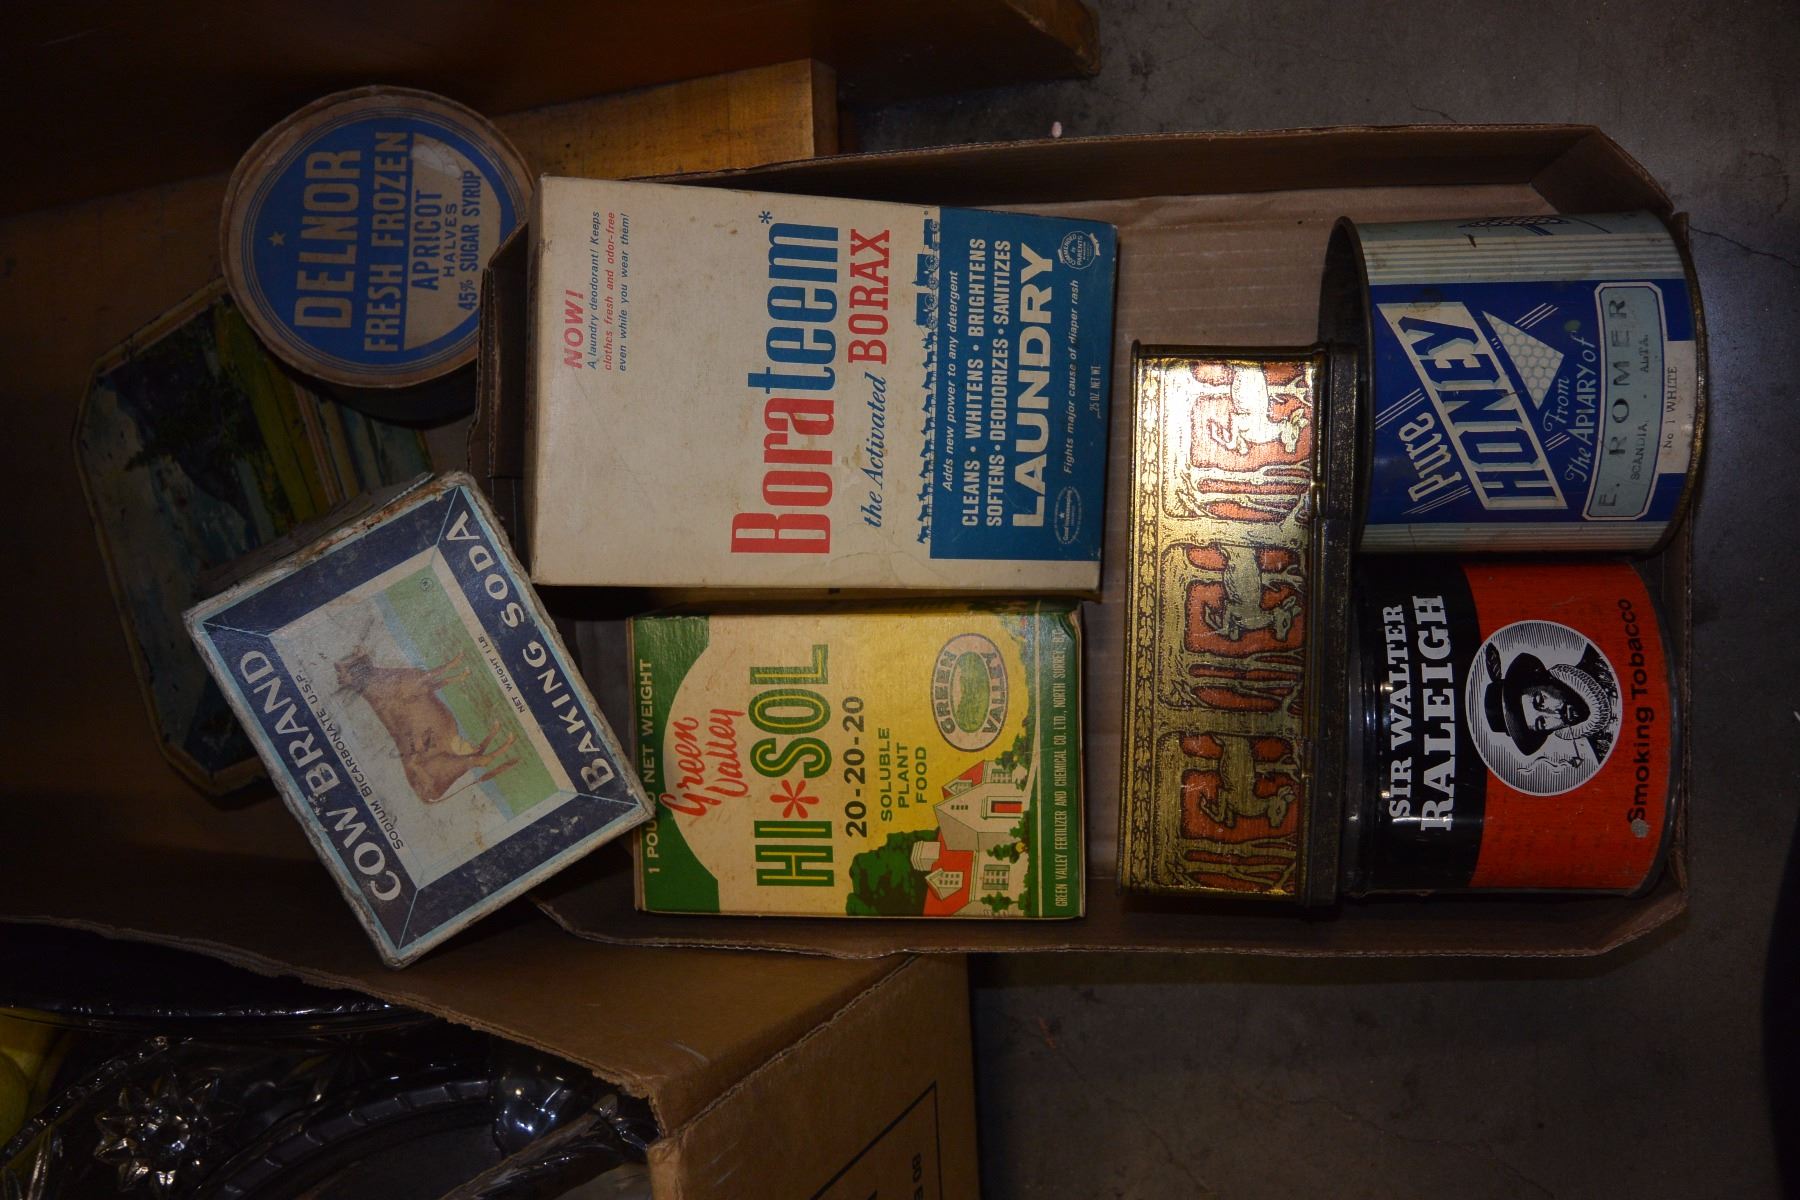 DELNOR
FRESH FROZEN
APRICOT
HALVES
45% SUGAR SYRUP
NOW!
A laundry deodorant! Keeps
clothes fresh and odor-free
even while you wear them!
Borateem*
the Activated BORAX
Adds new power to any detergent
CLEANS • WHITENS • BRIGHTENS
SOFTENS • DEODORIZES • SANITIZES
LAUNDRY
Fights major cause of diaper rash
25 OZ. NET WT.
COW BRAND
SODIUM BICARBONATE U.S.P.
NET WEIGHT 1 LB.
BAKING SODA
1 POUND NET WEIGHT
Green
Valley
HI*SOL
20-20-20
SOLUBLE
PLANT
FOOD
GREEN
VALLEY
GREEN VALLEY FERTILIZER AND CHEMICAL CO. LTD., NORTH SURREY, B.C.
Pure
HONEY
From
The APIARY of
E. ROMER
SCANDIA, ALTA.
No 1 WHITE
SIR WALTER
RALEIGH
Smoking Tobacco